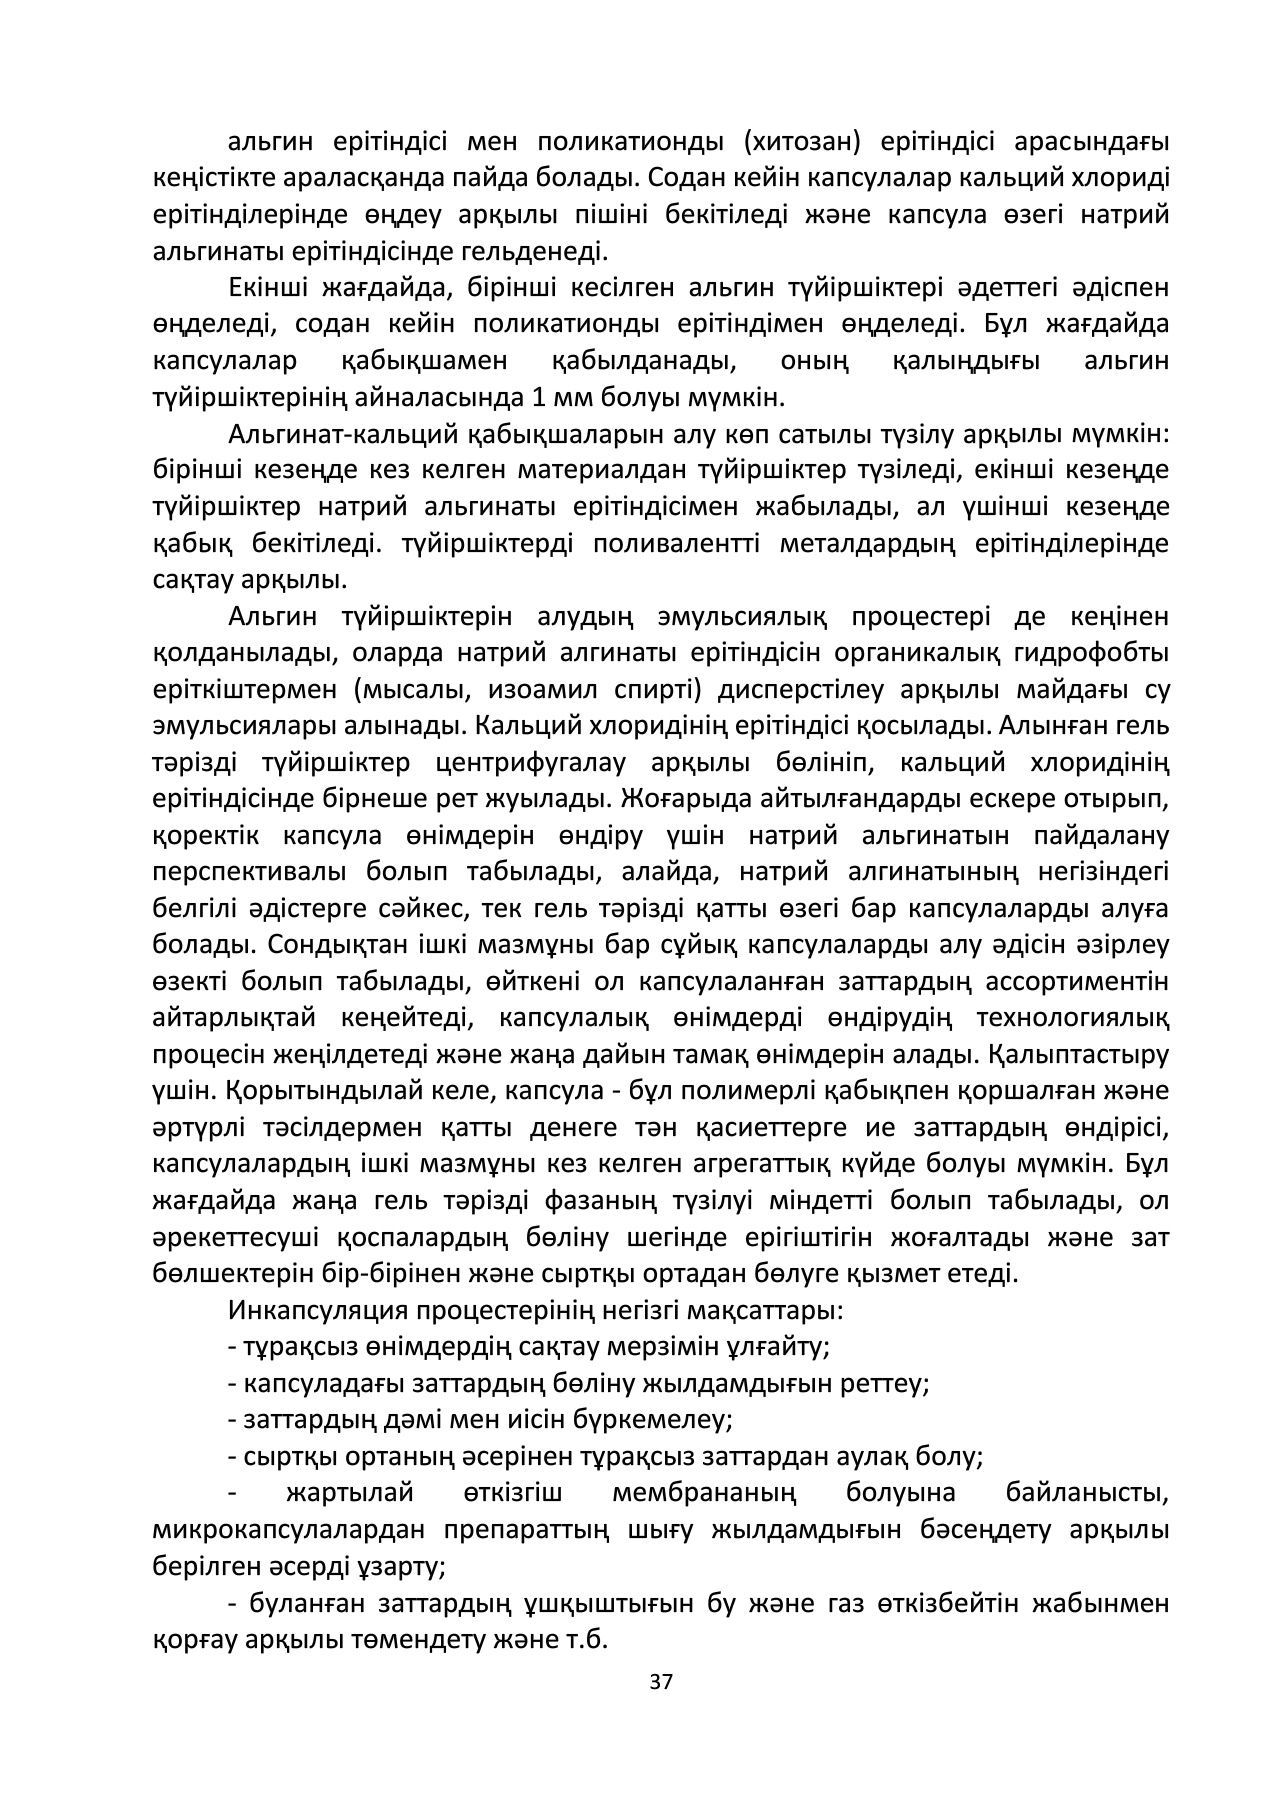 альгин ерітіндісі мен поликатионды (хитозан) ерітіндісі арасындағы
кеңістікте араласқанда пайда болады. Содан кейін капсулалар кальций хлориді
ерітінділерінде өңдеу арқылы пішіні бекітіледі және капсула өзегі натрий
альгинаты ерітіндісінде гельденеді.
Екінші жағдайда, бірінші кесілген альгин түйіршіктері әдеттегі әдіспен
өңделеді, содан кейін поликатионды ерітіндімен өңделеді. Бұл жағдайда
капсулалар қабықшамен қабылданады, оның қалыңдығы альгин
түйіршіктерінің айналасында 1 мм болуы мүмкін.
Альгинат-кальций қабықшаларын алу көп сатылы түзілу арқылы мүмкін:
бірінші кезеңде кез келген материалдан түйіршіктер түзіледі, екінші кезеңде
түйіршіктер натрий альгинаты ерітіндісімен жабылады, ал үшінші кезеңде
қабық бекітіледі. түйіршіктерді поливалентті металдардың ерітінділерінде
сақтау арқылы.
Альгин түйіршіктерін алудың эмульсиялық процестері де кеңінен
қолданылады, оларда натрий алгинаты ерітіндісін органикалық гидрофобты
еріткіштермен (мысалы, изоамил спирті) дисперстілеу арқылы майдағы су
эмульсиялары алынады. Кальций хлоридінің ерітіндісі қосылады. Алынған гель
тәрізді түйіршіктер центрифугалау арқылы бөлініп, кальций хлоридінің
ерітіндісінде бірнеше рет жуылады. Жоғарыда айтылғандарды ескере отырып,
қоректік капсула өнімдерін өндіру үшін натрий альгинатын пайдалану
перспективалы болып табылады, алайда, натрий алгинатының негізіндегі
белгілі әдістерге сәйкес, тек гель тәрізді қатты өзегі бар капсулаларды алуға
болады. Сондықтан ішкі мазмұны бар сұйық капсулаларды алу әдісін әзірлеу
өзекті болып табылады, өйткені ол капсулаланған заттардың ассортиментін
айтарлықтай кеңейтеді, капсулалық өнімдерді өндірудің технологиялық
процесін жеңілдетеді және жаңа дайын тамақ өнімдерін алады. Қалыптастыру
үшін. Қорытындылай келе, капсула - бұл полимерлі қабықпен қоршалған және
әртүрлі тәсілдермен қатты денеге тән қасиеттерге ие заттардың өндірісі,
капсулалардың ішкі мазмұны кез келген агрегаттық күйде болуы мүмкін. Бұл
жағдайда жаңа гель тәрізді фазаның түзілуі міндетті болып табылады, ол
әрекеттесуші қоспалардың бөліну шегінде ерігіштігін жоғалтады және зат
бөлшектерін бір-бірінен және сыртқы ортадан бөлуге қызмет етеді.
Инкапсуляция процестерінің негізгі мақсаттары:
- тұрақсыз өнімдердің сақтау мерзімін ұлғайту;
- капсуладағы заттардың бөліну жылдамдығын реттеу;
- заттардың дәмі мен иісін бүркемелеу;
- сыртқы ортаның әсерінен тұрақсыз заттардан аулақ болу;
- жартылай өткізгіш мембрананың болуына байланысты,
микрокапсулалардан препараттың шығу жылдамдығын бәсеңдету арқылы
берілген әсерді ұзарту;
- буланған заттардың ұшқыштығын бу және газ өткізбейтін жабынмен
қорғау арқылы төмендету және т.б.
37